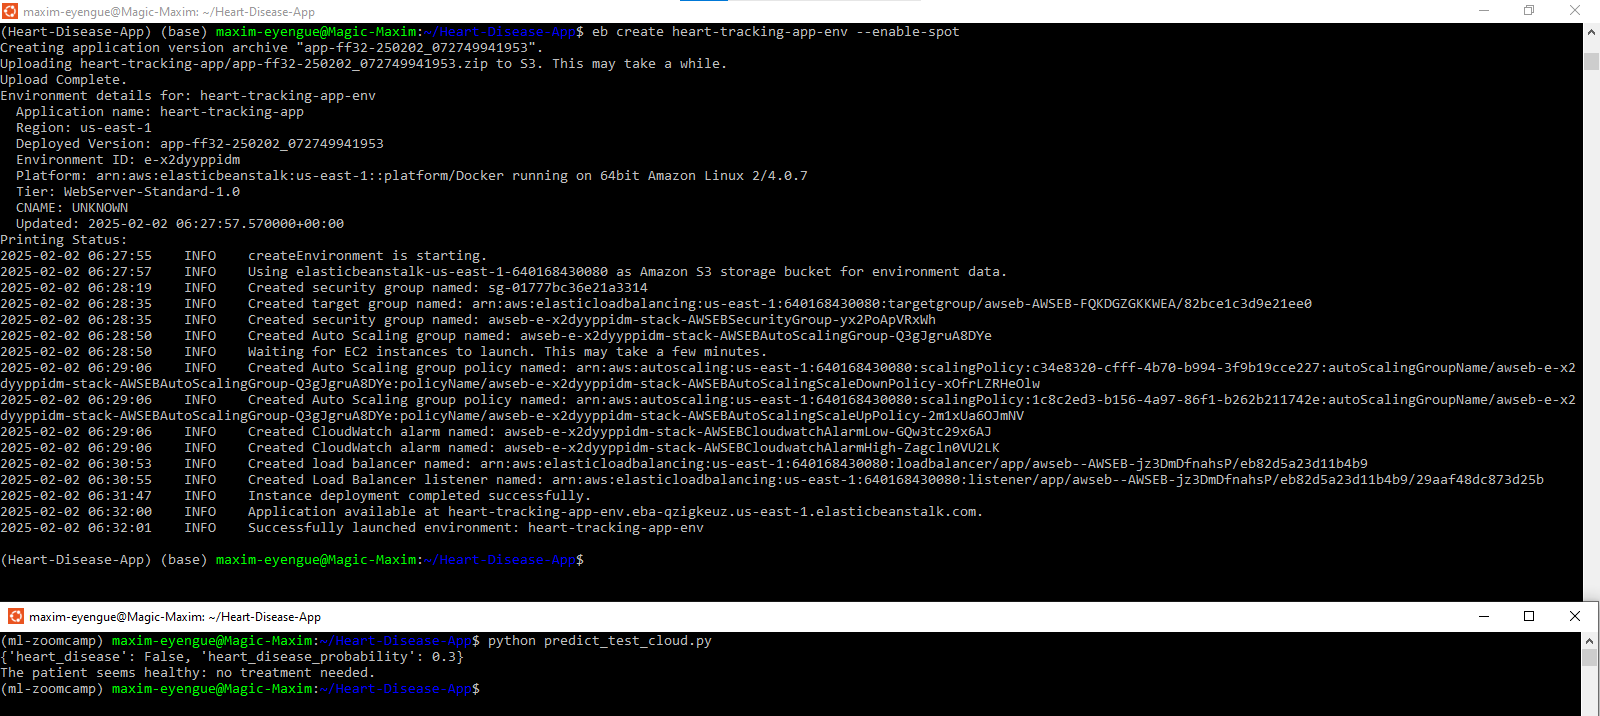 maxim-eyengue@Magic-Maxim: ~/Heart-Disease-App
(Heart-Disease-App) (base) maxim-eyengue@Magic-Maxim:~/Heart-Disease-App$ eb create heart-tracking-app-env --enable-spot
Creating application version archive "app-ff32-250202_072749941953".
Uploading heart-tracking-app/app-ff32-250202_072749941953.zip to S3. This may take a while.
Upload Complete.
Environment details for: heart-tracking-app-env
  Application name: heart-tracking-app
  Region: us-east-1
  Deployed Version: app-ff32-250202_072749941953
  Environment ID: e-x2dyyppidm
  Platform: arn:aws:elasticbeanstalk:us-east-1::platform/Docker running on 64bit Amazon Linux 2/4.0.7
  Tier: WebServer-Standard-1.0
  CNAME: UNKNOWN
  Updated: 2025-02-02 06:27:57.570000+00:00
Printing Status:
2025-02-02 06:27:55    INFO    createEnvironment is starting.
2025-02-02 06:27:57    INFO    Using elasticbeanstalk-us-east-1-640168430080 as Amazon S3 storage bucket for environment data.
2025-02-02 06:28:19    INFO    Created security group named: sg-01777bc36e21a3314
2025-02-02 06:28:35    INFO    Created target group named: arn:aws:elasticloadbalancing:us-east-1:640168430080:targetgroup/awseb-AWSEB-FQKDGZGKKWEA/82bce1c3d9e21ee0
2025-02-02 06:28:35    INFO    Created security group named: awseb-e-x2dyyppidm-stack-AWSEBSecurityGroup-yx2PoApVRxWh
2025-02-02 06:28:50    INFO    Created Auto Scaling group named: awseb-e-x2dyyppidm-stack-AWSEBAutoScalingGroup-Q3gJgruA8DYe
2025-02-02 06:28:50    INFO    Waiting for EC2 instances to launch. This may take a few minutes.
2025-02-02 06:29:06    INFO    Created Auto Scaling group policy named: arn:aws:autoscaling:us-east-1:640168430080:scalingPolicy:c34e8320-cfff-4b70-b994-3f9b19cce227:autoScalingGroupName/awseb-e-x2
dyyppidm-stack-AWSEBAutoScalingGroup-Q3gJgruA8DYe:policyName/awseb-e-x2dyyppidm-stack-AWSEBAutoScalingScaleDownPolicy-xOfrLZRHeOlw
2025-02-02 06:29:06    INFO    Created Auto Scaling group policy named: arn:aws:autoscaling:us-east-1:640168430080:scalingPolicy:1c8c2ed3-b156-4a97-86f1-b262b211742e:autoScalingGroupName/awseb-e-x2
dyyppidm-stack-AWSEBAutoScalingGroup-Q3gJgruA8DYe:policyName/awseb-e-x2dyyppidm-stack-AWSEBAutoScalingScaleUpPolicy-2m1xUa6OJmNV
2025-02-02 06:29:06    INFO    Created CloudWatch alarm named: awseb-e-x2dyyppidm-stack-AWSEBCloudwatchAlarmLow-GQw3tc29x6AJ
2025-02-02 06:29:06    INFO    Created CloudWatch alarm named: awseb-e-x2dyyppidm-stack-AWSEBCloudwatchAlarmHigh-Zagcln0VU2LK
2025-02-02 06:30:53    INFO    Created load balancer named: arn:aws:elasticloadbalancing:us-east-1:640168430080:loadbalancer/app/awseb--AWSEB-jz3DmDfnahsP/eb82d5a23d11b4b9
2025-02-02 06:30:55    INFO    Created Load Balancer listener named: arn:aws:elasticloadbalancing:us-east-1:640168430080:listener/app/awseb--AWSEB-jz3DmDfnahsP/eb82d5a23d11b4b9/29aaf48dc873d25b
2025-02-02 06:31:47    INFO    Instance deployment completed successfully.
2025-02-02 06:32:00    INFO    Application available at heart-tracking-app-env.eba-qzigkeuz.us-east-1.elasticbeanstalk.com.
2025-02-02 06:32:01    INFO    Successfully launched environment: heart-tracking-app-env
(Heart-Disease-App) (base) maxim-eyengue@Magic-Maxim:~/Heart-Disease-App$
maxim-eyengue@Magic-Maxim: ~/Heart-Disease-App
(ml-zoomcamp) maxim-eyengue@Magic-Maxim:~/Heart-Disease-App$ python predict_test_cloud.py
{'heart_disease': False, 'heart_disease_probability': 0.3}
The patient seems healthy: no treatment needed.
(ml-zoomcamp) maxim-eyengue@Magic-Maxim:~/Heart-Disease-App$